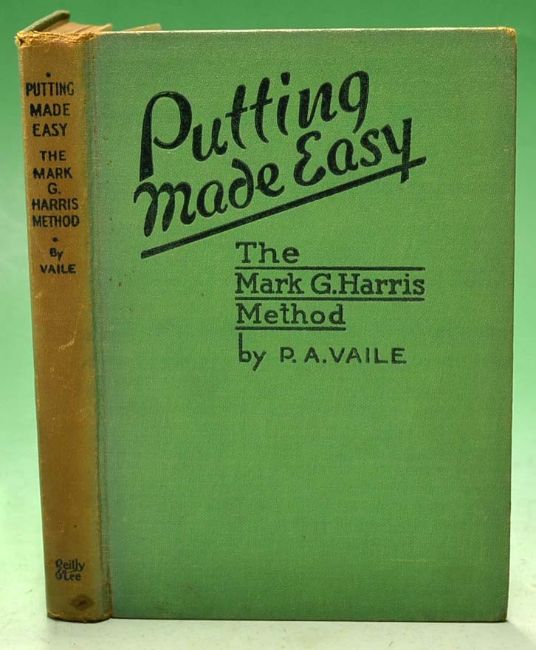 PUTTING
MADE
EASY
THE
MARK
G.
HARRIS
METHOD
By
VAILE
Reilly
& Lee
Putting
Made Easy
The
Mark G. Harris
Method
by P. A. VAILE